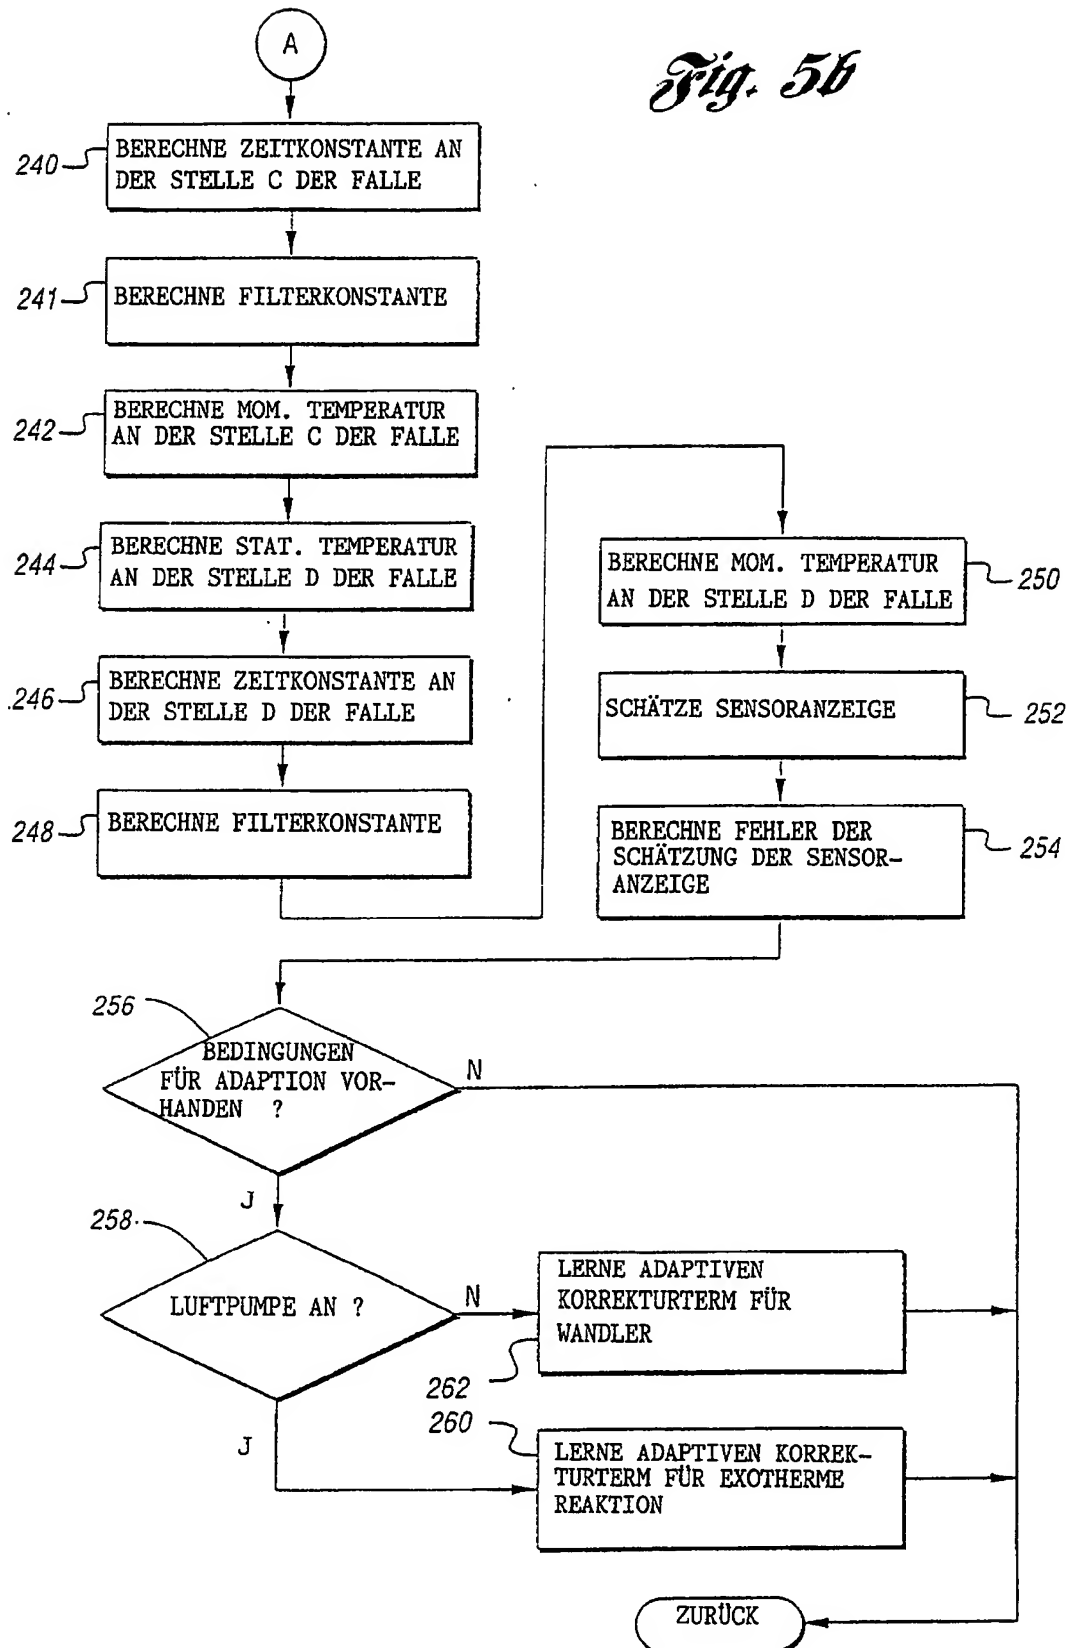 A
Fig. 5b
240
BERECHNE ZEITKONSTANTE AN
DER STELLE C DER FALLE
241
BERECHNE FILTERKONSTANTE
242
BERECHNE MOM. TEMPERATUR
AN DER STELLE C DER FALLE
244
BERECHNE STAT. TEMPERATUR
AN DER STELLE D DER FALLE
246
BERECHNE ZEITKONSTANTE AN
DER STELLE D DER FALLE
248
BERECHNE FILTERKONSTANTE
BERECHNE MOM. TEMPERATUR
AN DER STELLE D DER FALLE
250
SCHÄTZE SENSORANZEIGE
252
BERECHNE FEHLER DER
SCHÄTZUNG DER SENSOR-
ANZEIGE
254
256
BEDINGUNGEN
FÜR ADAPTION VOR-
HANDEN ?
N
J
258
LUFTPUMPE AN ?
N
J
LERNE ADAPTIVEN
KORREKTURTERM FÜR
WANDLER
262
260
LERNE ADAPTIVEN KORREK-
TURTERM FÜR EXOTHERME
REAKTION
ZURÜCK